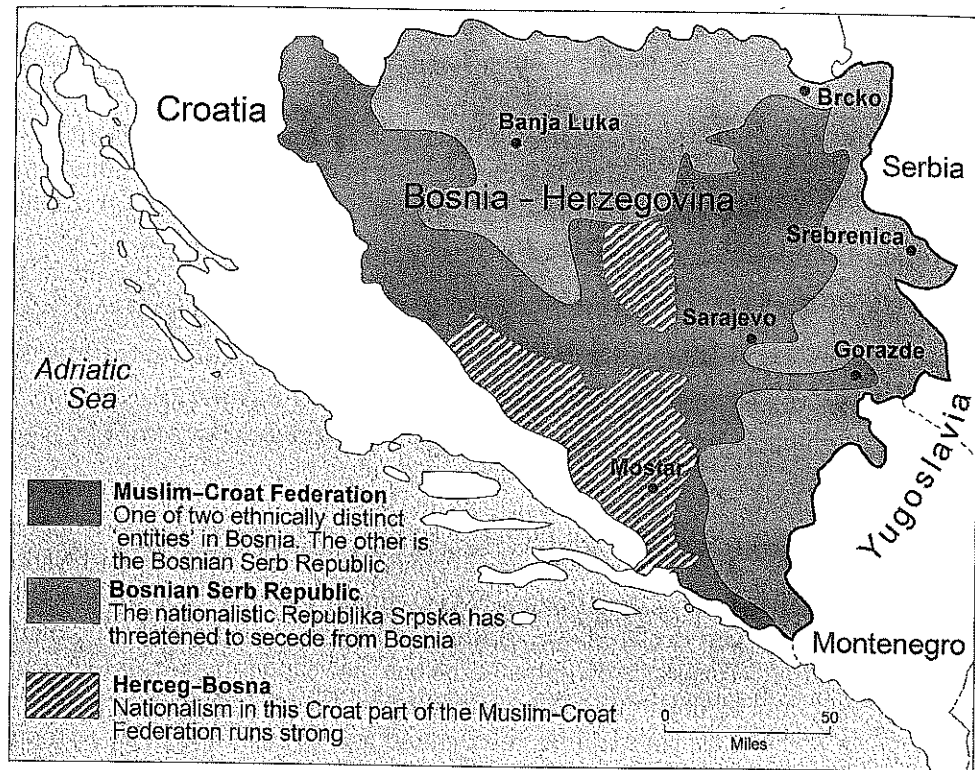 Croatia
Brcko
Banja Luka
Serbia
Bosnia – Herzegovina
Srebrenica
Sarajevo
Gorazde
Adriatic
Sea
Mostar
Yugoslavia
Muslim–Croat Federation
One of two ethnically distinct
'entities' in Bosnia. The other is
the Bosnian Serb Republic
Bosnian Serb Republic
The nationalistic Republika Srpska has
threatened to secede from Bosnia
Montenegro
Herceg–Bosna
Nationalism in this Croat part of the Muslim–Croat
Federation runs strong
0 50
Miles